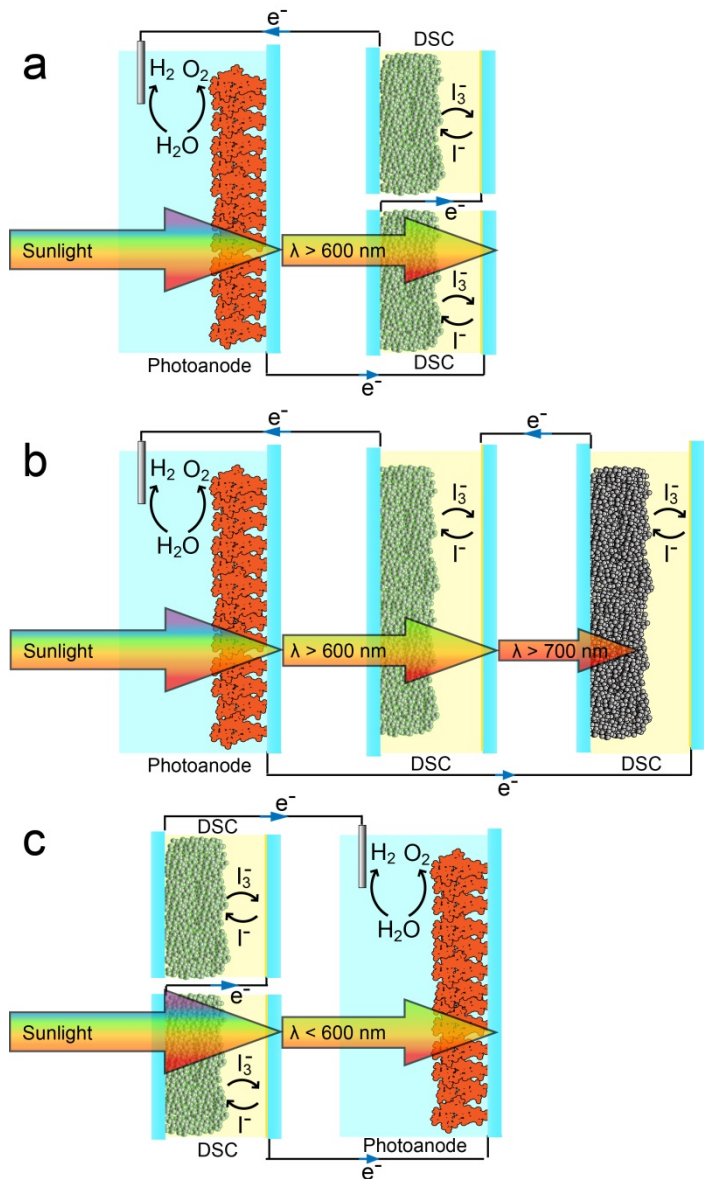 a
e⁻
DSC
H₂ O₂
H₂O
I₃⁻
I⁻
e⁻
Sunlight
λ > 600 nm
I₃⁻
I⁻
Photoanode
DSC
e⁻
b
e⁻
e⁻
H₂ O₂
H₂O
I₃⁻
I⁻
I₃⁻
I⁻
Sunlight
λ > 600 nm
λ > 700 nm
Photoanode
DSC
DSC
e⁻
c
e⁻
DSC
H₂ O₂
H₂O
I₃⁻
I⁻
e⁻
Sunlight
λ < 600 nm
I₃⁻
I⁻
DSC
Photoanode
e⁻